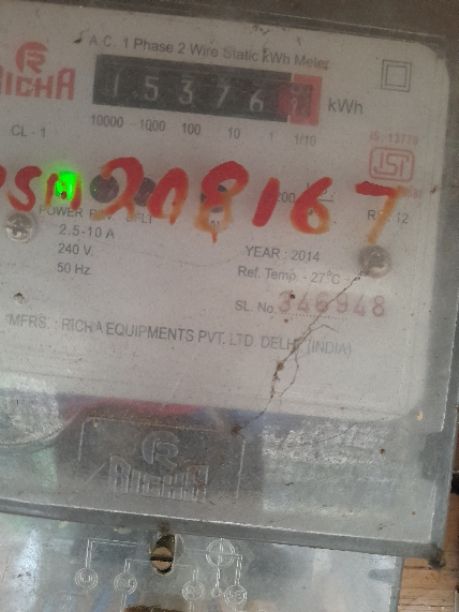 A.C. 1 Phase 2 Wire Static kWh Meter
RICHA
1 5 3 7 6
kWh
10000 1000 100 10 1 1/10
CL - 1
IS: 13779
ISI
208167
POWER
2.5-10 A
240 V.
50 Hz
YEAR : 2014
Ref. Temp. - 27°C
SL. No. 346948
MFRS. : RICHA EQUIPMENTS PVT. LTD. DELHI (INDIA)
RICHA